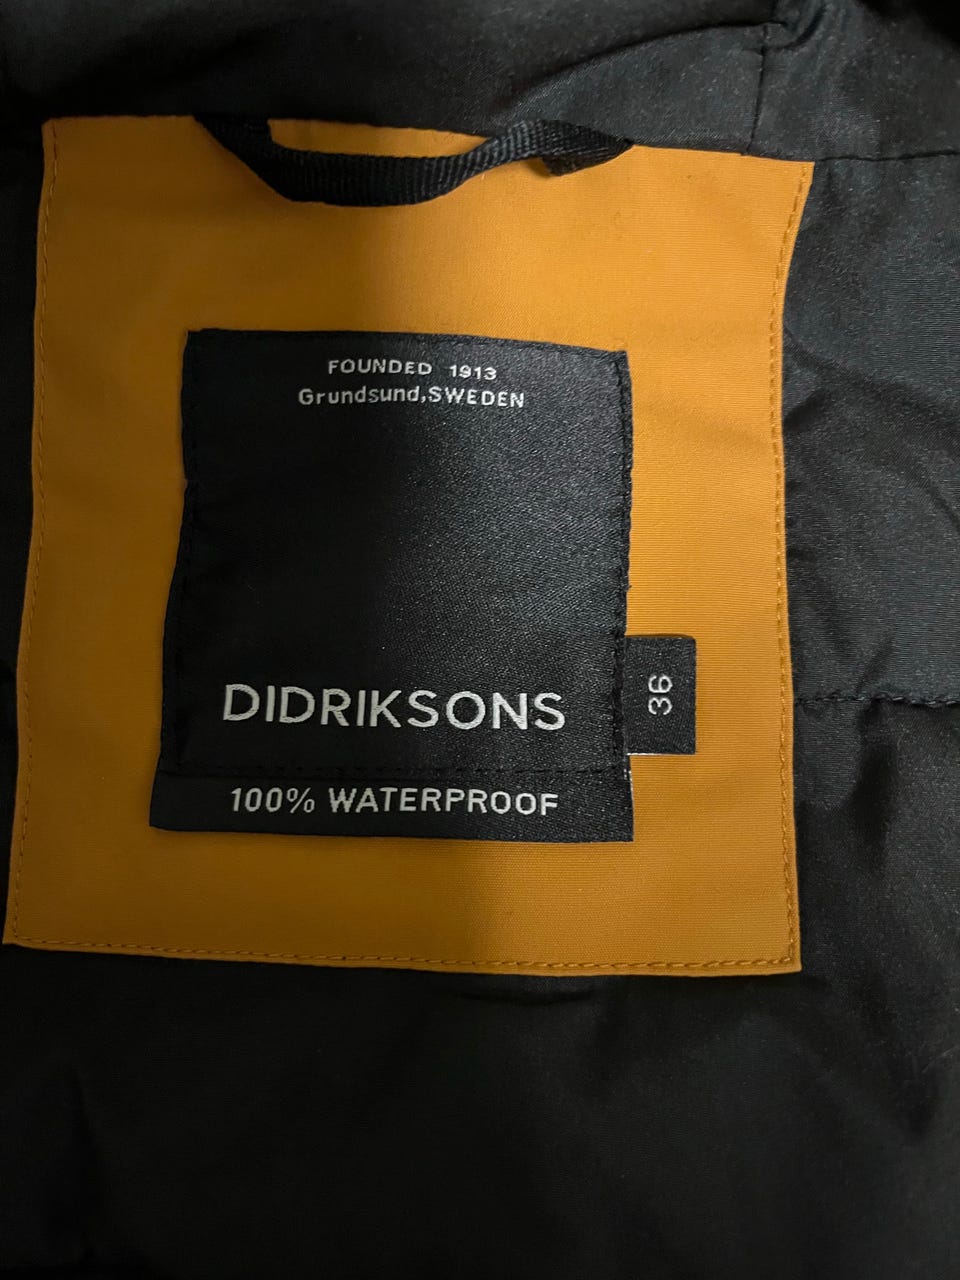 FOUNDED 1913
Grundsund,SWEDEN
DIDRIKSONS
36
100% WATERPROOF